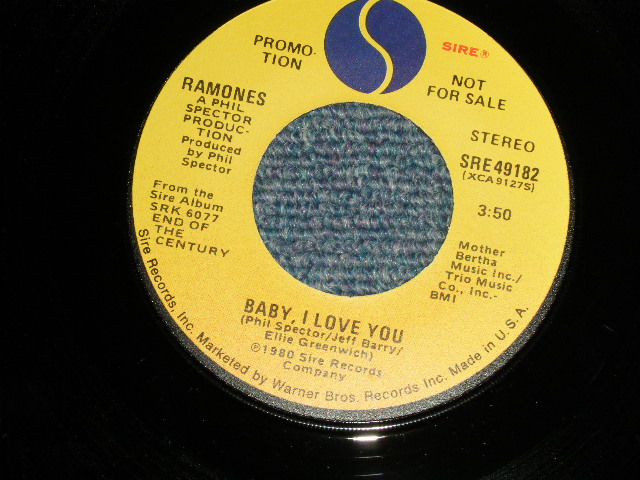 PROMO-
TION
SIRE®
NOT
FOR SALE
RAMONES
A PHIL
SPECTOR
PRODUC-
TION
Produced
by Phil
Spector
STEREO
SRE49182
(XCA9127S)
3:50
From the
Sire Album
SRK 6077
END OF
THE
CENTURY
Mother
Bertha
Music Inc./
Trio Music
Co., Inc.-
BMI
BABY, I LOVE YOU
(Phil Spector/Jeff Barry/
Ellie Greenwich)
℗1980 Sire Records
Company
Sire Records, Inc. Marketed by Warner Bros. Records Inc. Made in U.S.A.